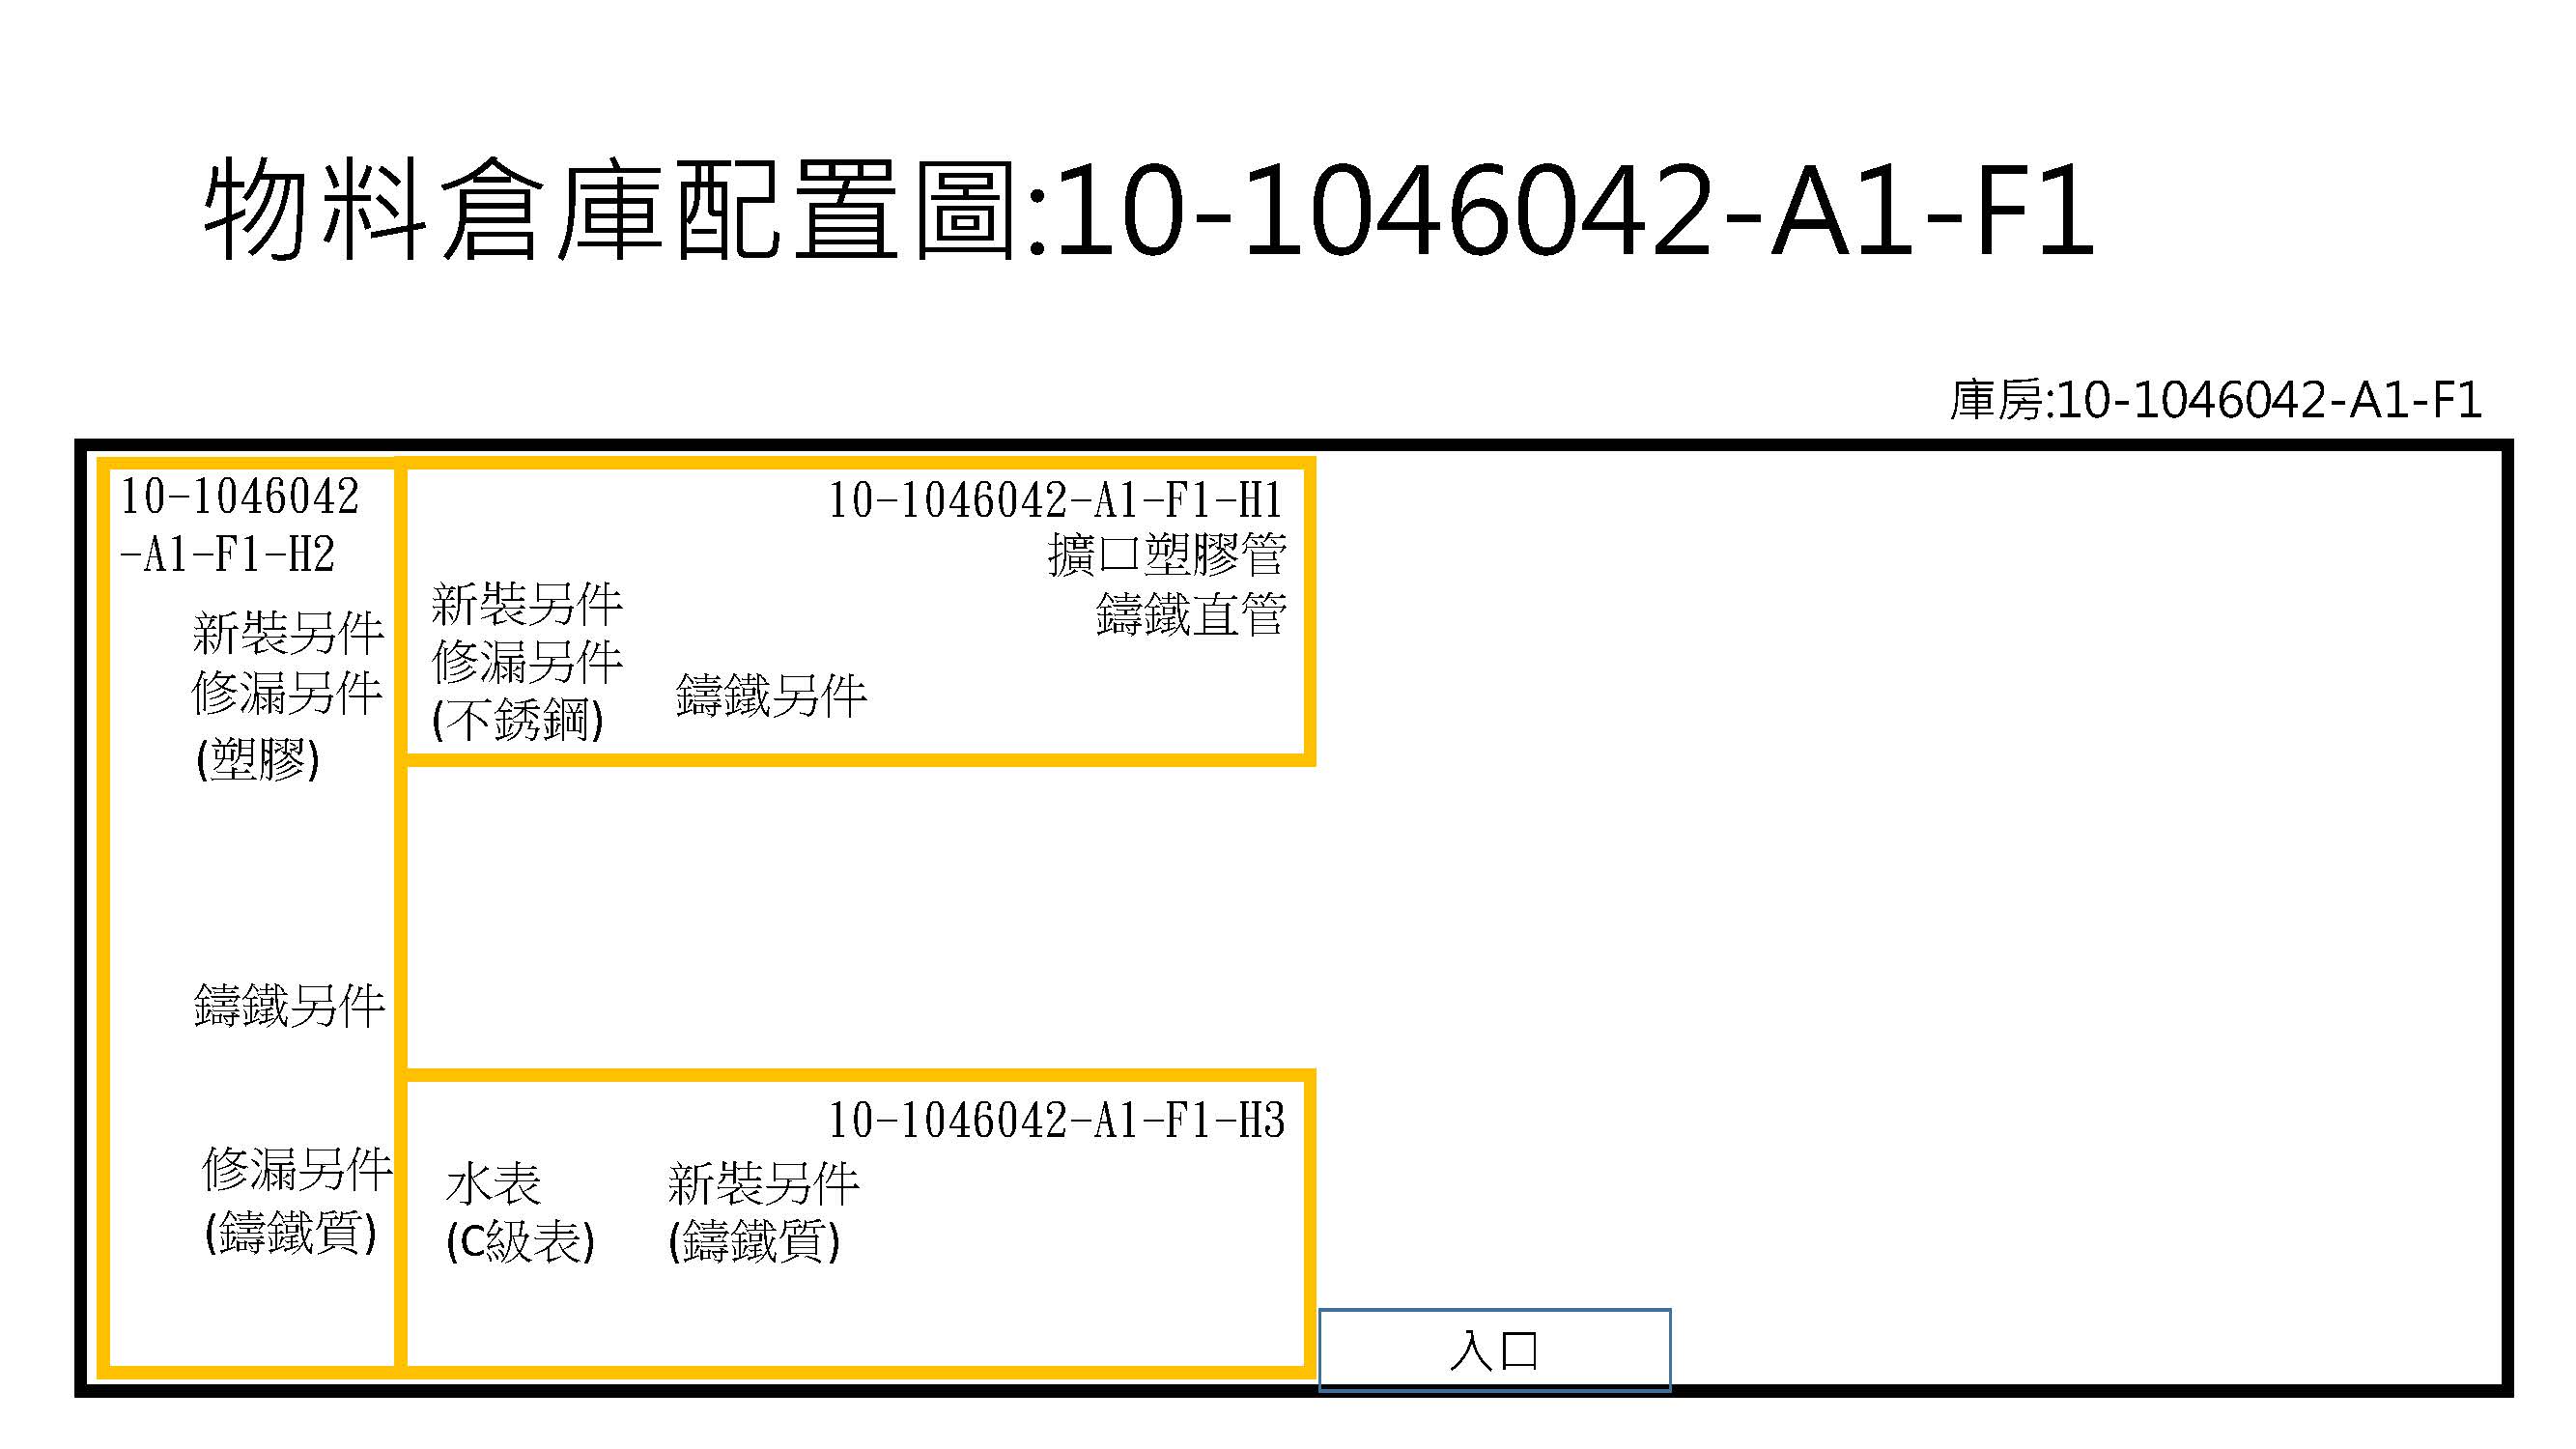 物料倉庫配置圖:10-1046042-A1-F1
庫房:10-1046042-A1-F1
10-1046042
-A1-F1-H2
新裝另件
修漏另件
(塑膠)
鑄鐵另件
修漏另件
(鑄鐵質)
10-1046042-A1-F1-H1
擴口塑膠管
鑄鐵直管
新裝另件
修漏另件
(不銹鋼)
鑄鐵另件
10-1046042-A1-F1-H3
水表
(C級表)
新裝另件
(鑄鐵質)
入口